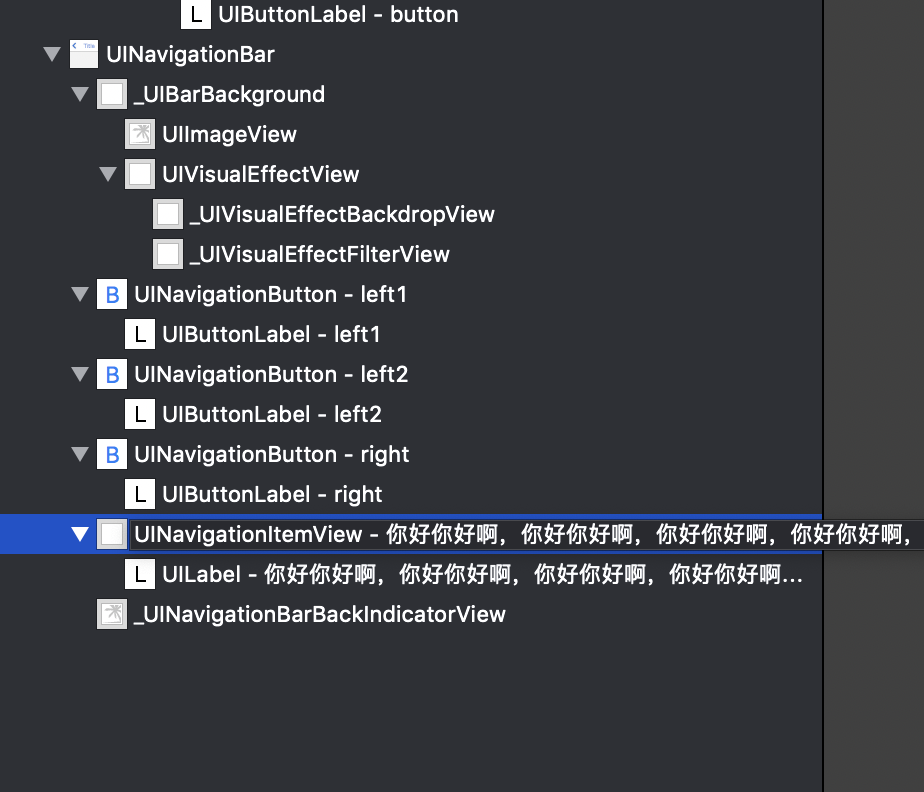 UIButtonLabel - button
UINavigationBar
_UIBarBackground
UIImageView
UIVisualEffectView
_UIVisualEffectBackdropView
_UIVisualEffectFilterView
B UINavigationButton - left1
L UIButtonLabel - left1
B UINavigationButton - left2
L UIButtonLabel - left2
B UINavigationButton - right
L UIButtonLabel - right
UINavigationItemView - 你好你好啊，你好你好啊，你好你好啊，你好你好啊，
L UILabel - 你好你好啊，你好你好啊，你好你好啊，你好你好啊...
_UINavigationBarBackIndicatorView